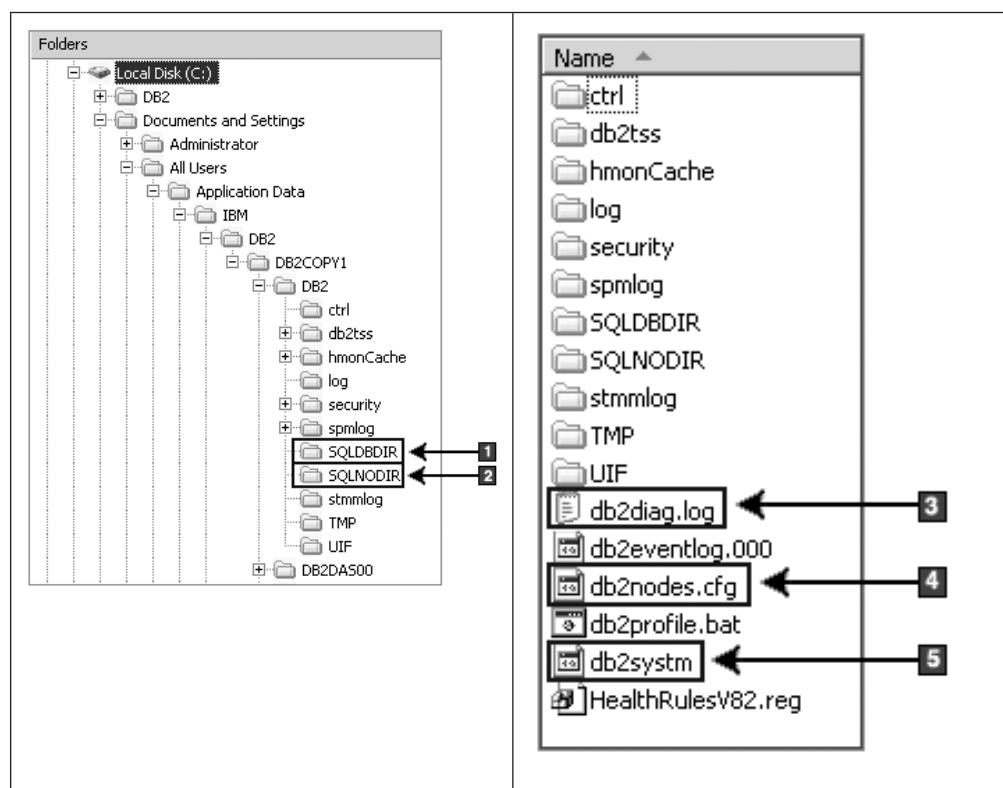 Folders
Local Disk (C:)
DB2
Documents and Settings
Administrator
All Users
Application Data
IBM
DB2
DB2COPY1
DB2
ctrl
db2tss
hmonCache
log
security
spmlog
SQLDBDIR
1
SQLNODIR
2
stmmlog
TMP
UIF
DB2DAS00
Name
ctrl
db2tss
hmonCache
log
security
spmlog
SQLDBDIR
SQLNODIR
stmmlog
TMP
UIF
db2diag.log
3
db2eventlog.000
db2nodes.cfg
4
db2profile.bat
db2systm
5
HealthRulesV82.reg